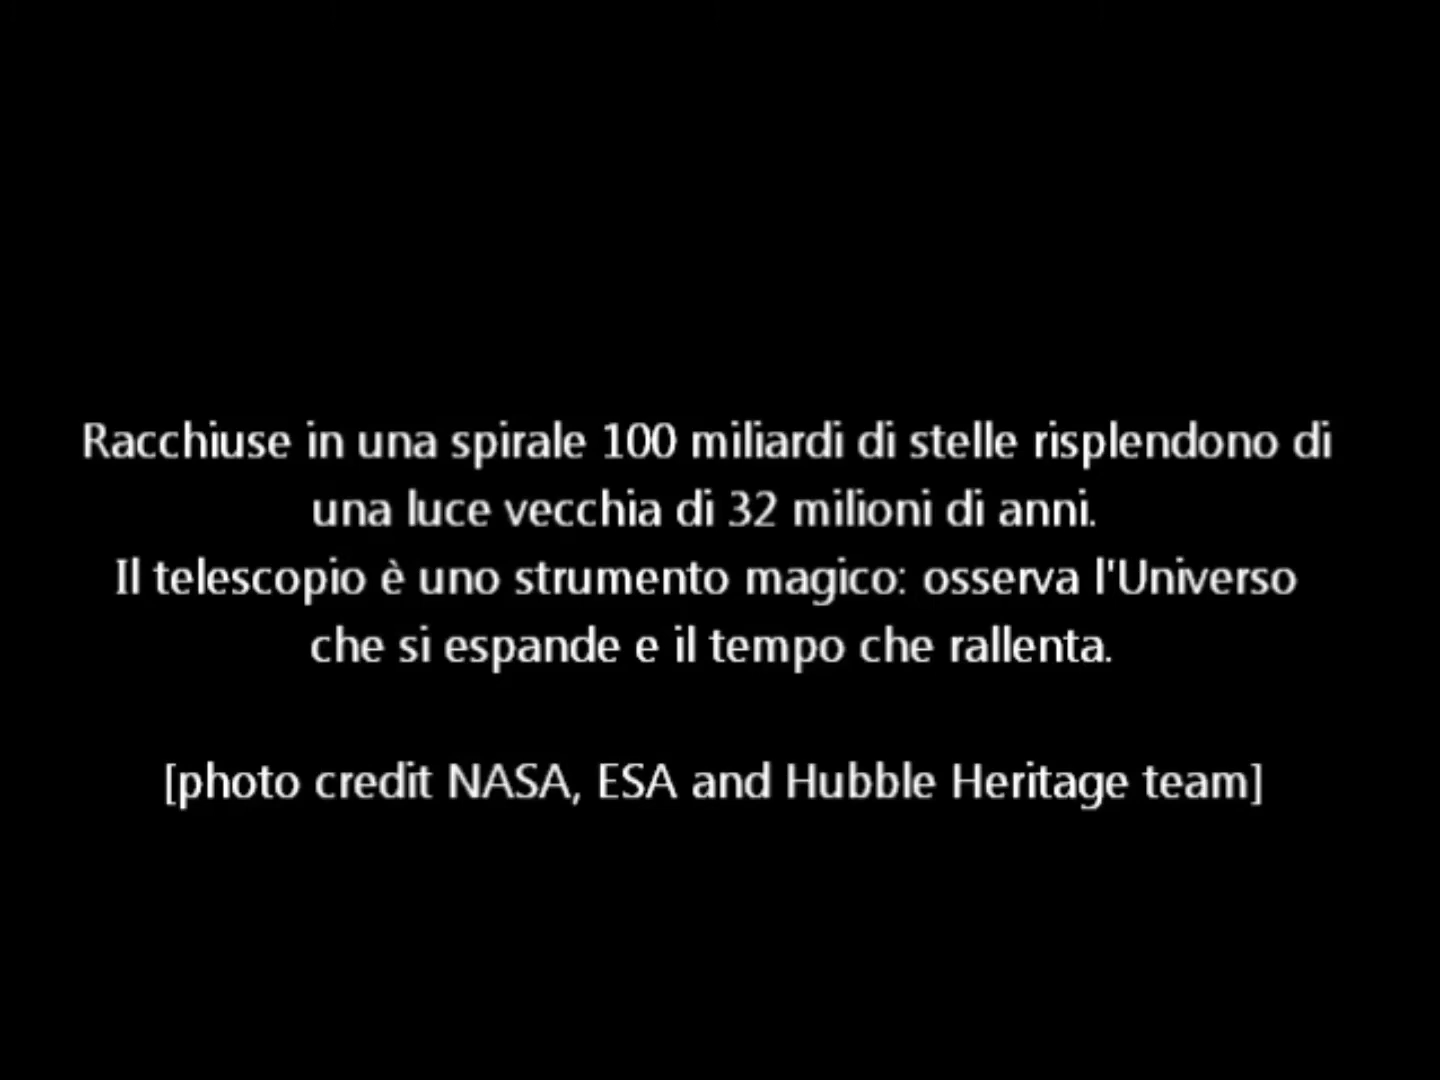 Racchiuse in una spirale 100 miliardi di stelle risplendono di
una luce vecchia di 32 milioni di anni.
Il telescopio è uno strumento magico: osserva l'Universo
che si espande e il tempo che rallenta.
[photo credit NASA, ESA and Hubble Heritage team]